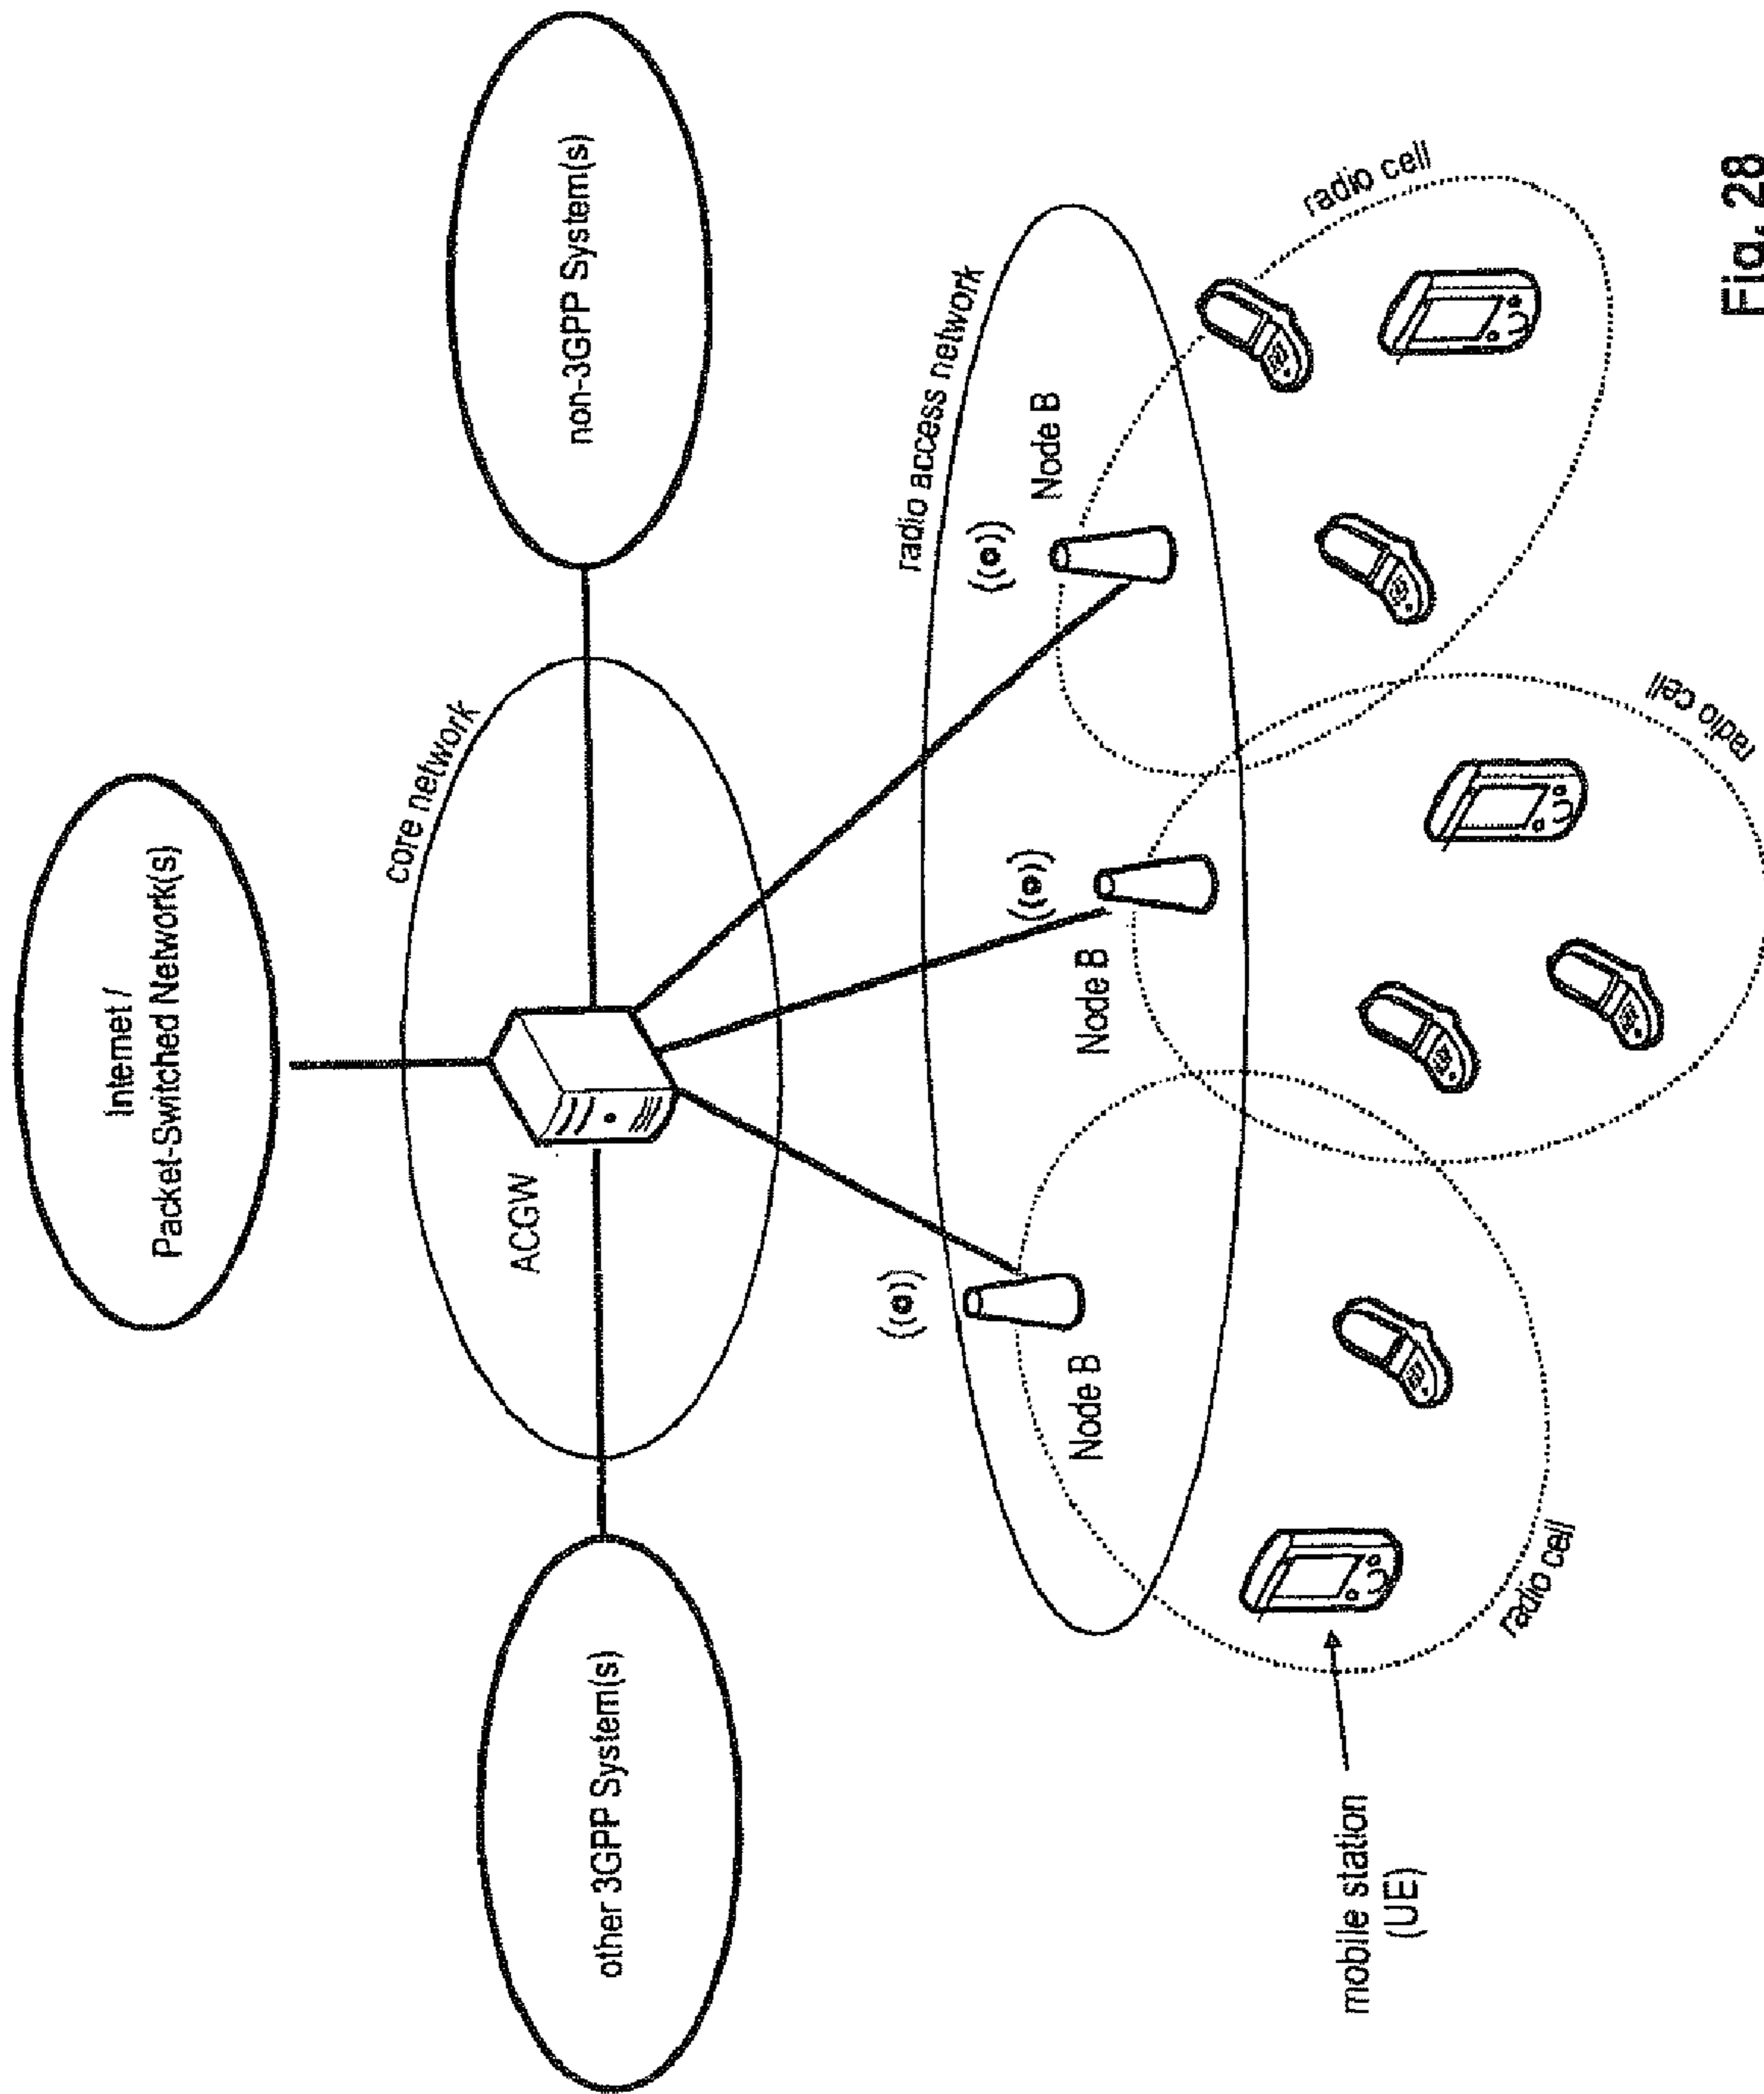 Internet /
Packet-Switched Network(s)
core network
ACGW
other 3GPP System(s)
non-3GPP System(s)
radio access network
Node B
Node B
Node B
mobile station
(UE)
radio cell
radio cell
radio cell
Fig. 28